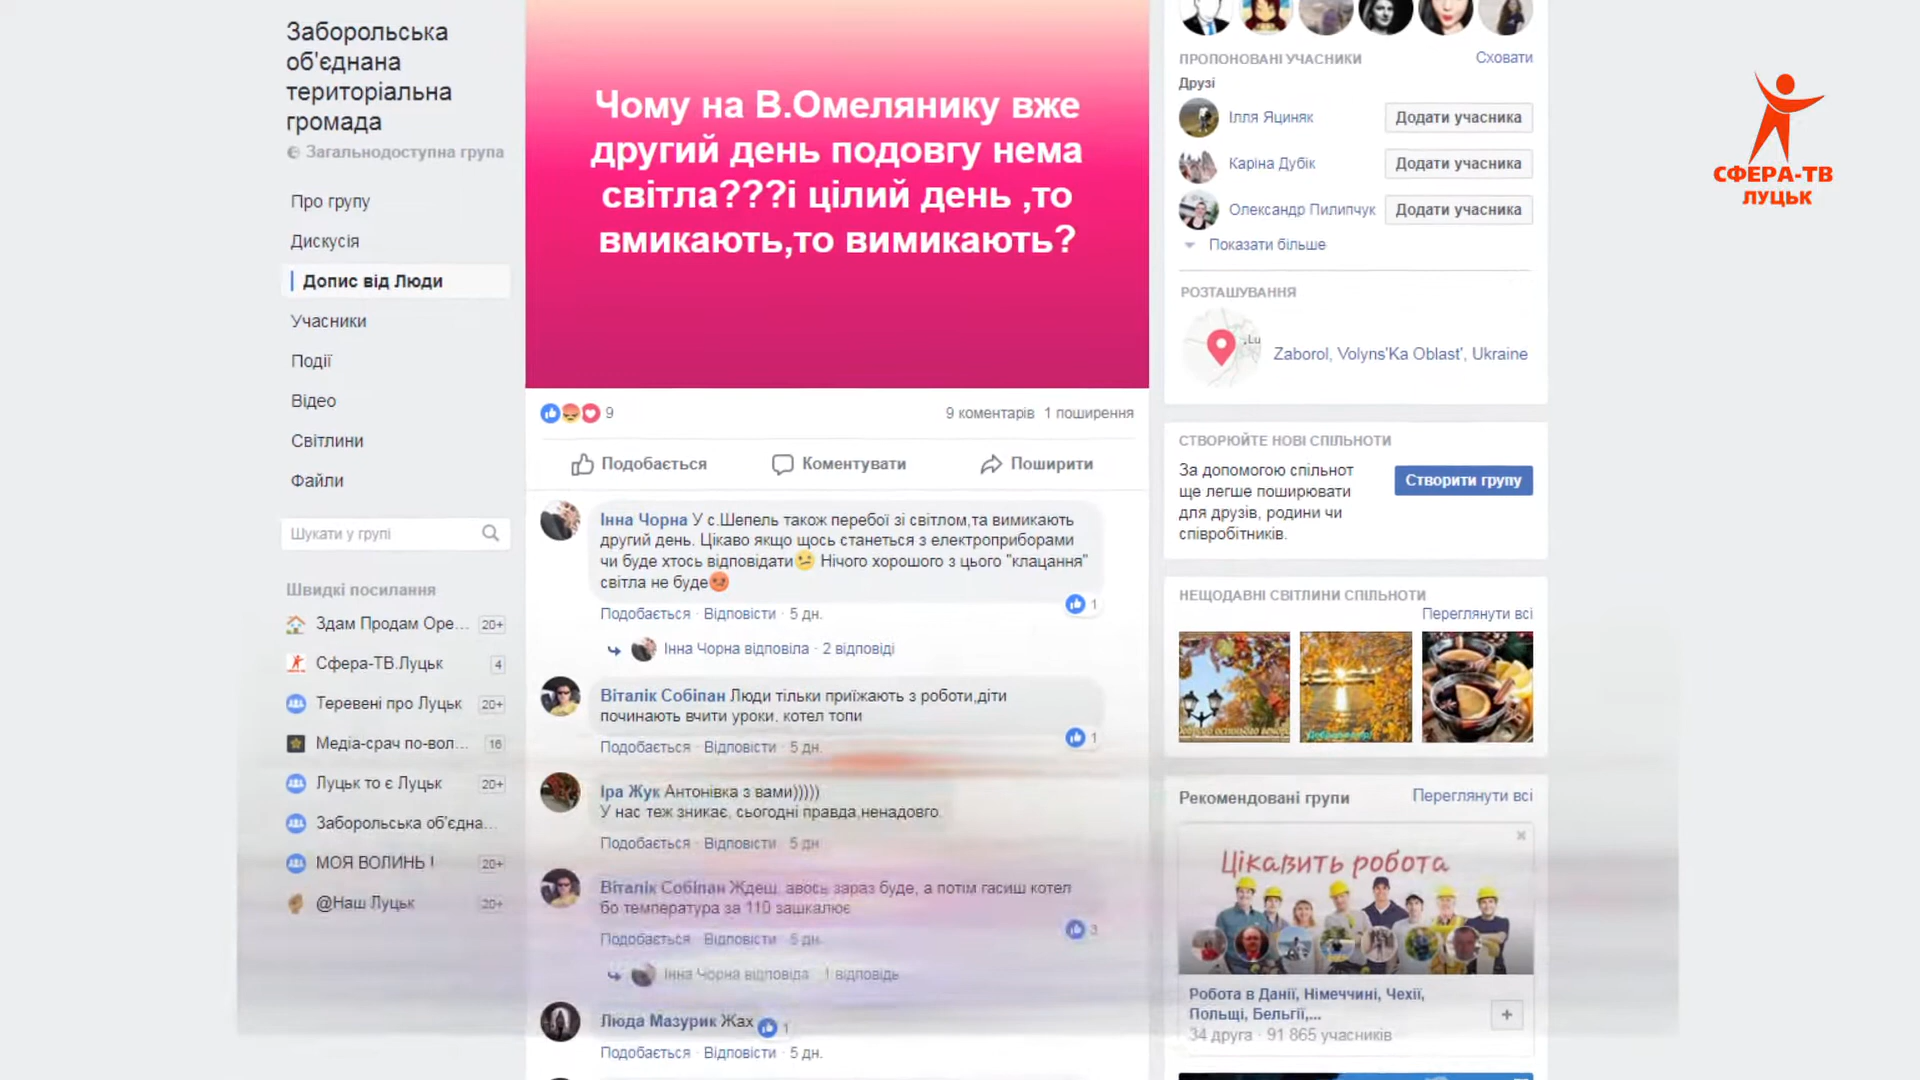 Заборольська
об'єднана
територіальна
громада
Загальнодоступна група
Про групу
Дискусія
Допис від Люди
Учасники
Події
Відео
Світлини
Файли
Шукати у групі
Швидкі посилання
Здам Продам Оре... 20+
Сфера-ТВ.Луцьк 4
Теревені про Луцьк 20+
Медіа-срач по-вол... 16
Луцьк то є Луцьк 20+
Заборольська об'єдна...
МОЯ ВОЛИНЬ ! 20+
@Наш Луцьк 20+
Чому на В.Омелянику вже
другий день подовгу нема
світла???і цілий день ,то
вмикають,то вимикають?
9
9 коментарів 1 поширення
Подобається Коментувати Поширити
Інна Чорна У с.Шепель також перебої зі світлом,та вимикають
другий день. Цікаво якщо щось станеться з електроприборами
чи буде хтось відповідати Нічого хорошого з цього "клацання"
світла не буде
1
Подобається · Відповісти · 5 дн.
Інна Чорна відповіла · 2 відповіді
Віталік Собіпан Люди тільки приїжають з роботи,діти
починають вчити уроки. котел топи
1
Подобається · Відповісти · 5 дн.
Іра Жук Антонівка з вами)))))
У нас теж зникає, сьогодні правда,ненадовго.
Подобається · Відповісти · 5 дн
Віталік Собіпан Ждеш, авось зараз буде, а потім гасиш котел
бо температура за 110 зашкалює
3
Подобається · Відповісти · 5 дн.
Інна Чорна відповіла · 1 відповідь
Люда Мазурик Жах
1
Подобається · Відповісти · 5 дн.
ПРОПОНОВАНІ УЧАСНИКИ Сховати
Друзі
Ілля Яциняк Додати учасника
Каріна Дубік Додати учасника
Олександр Пилипчук Додати учасника
Показати більше
РОЗТАШУВАННЯ
Lu
Zaborol, 'Volyns'Ka Oblast', Ukraine
СТВОРЮЙТЕ НОВІ СПІЛЬНОТИ
За допомогою спільнот
ще легше поширювати
для друзів, родини чи
співробітників.
Створити групу
НЕЩОДАВНІ СВІТЛИНИ СПІЛЬНОТИ
Переглянути всі
Рекомендовані групи Переглянути всі
Цікавить робота
Робота в Данії, Німеччині, Чехії,
Польщі, Бельгії,...
34 друга · 91 865 учасників
СФЕРА-ТВ
ЛУЦЬК